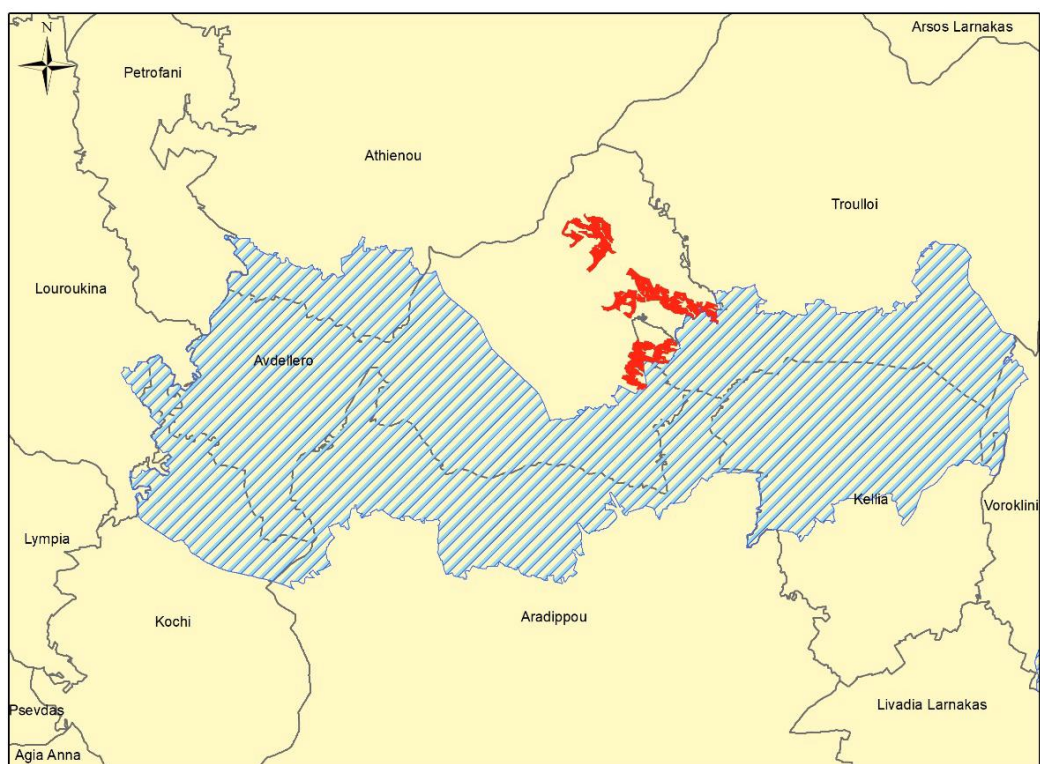 N
Arsos Larnakas
Petrofani
Athienou
Troulloi
Louroukina
Avdellero
Kellia
Voroklini
Lympia
Kochi
Aradippou
Livadia Larnakas
Psevdas
Agia Anna